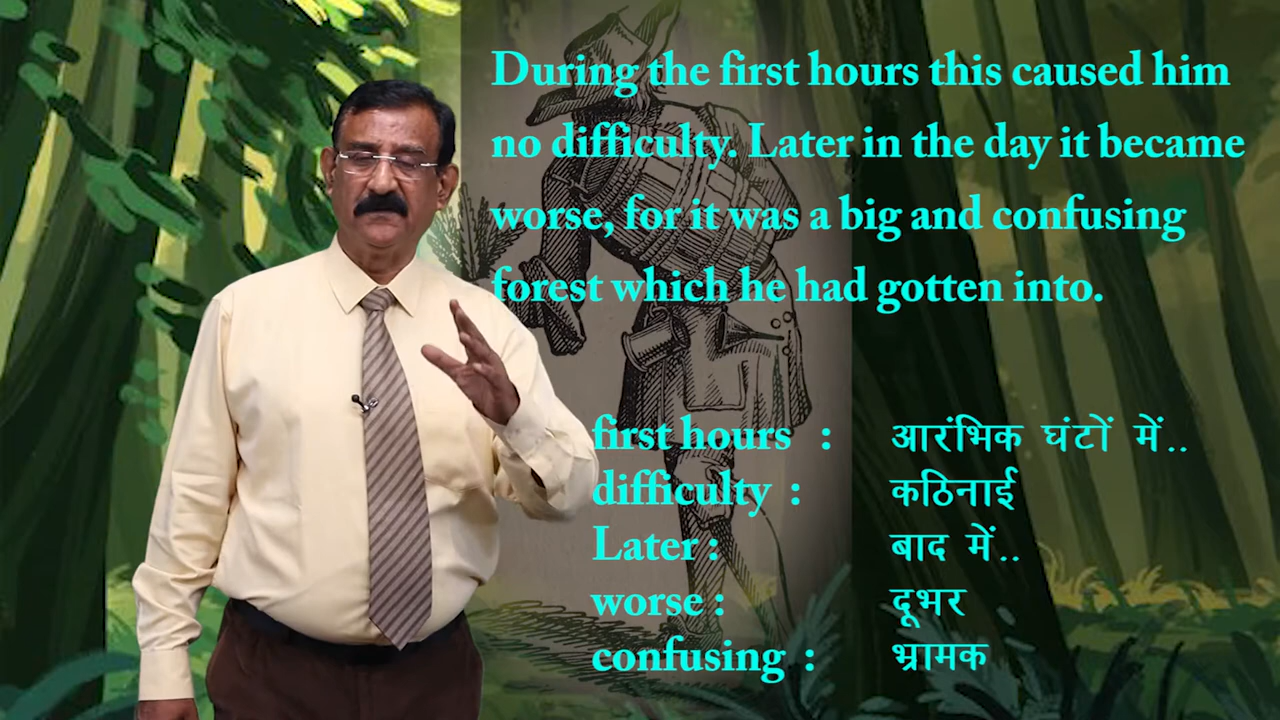 During the first hours this caused him
no difficulty. Later in the day it became
worse, for it was a big and confusing
forest which he had gotten into.
first hours : आरंभिक घंटों में..
difficulty : कठिनाई
Later : बाद में..
worse : दूभर
confusing : भ्रामक